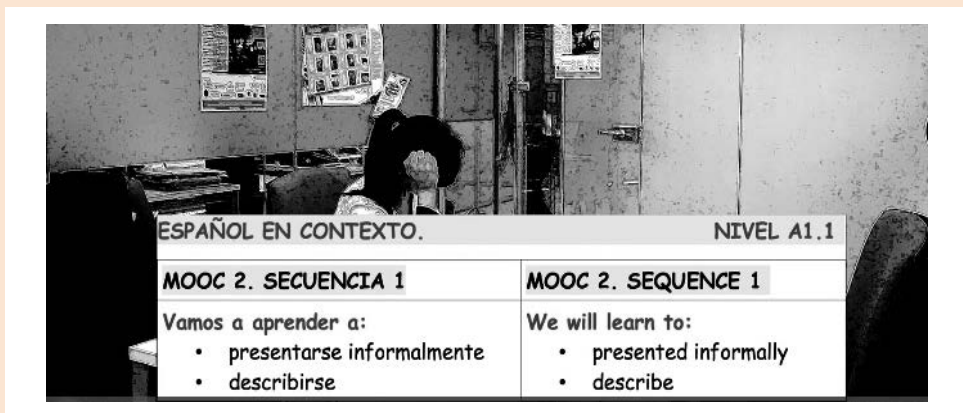 ESPAÑOL EN CONTEXTO. NIVEL A1.1
MOOC 2. SECUENCIA 1
Vamos a aprender a:
• presentarse informalmente
• describirse
MOOC 2. SEQUENCE 1
We will learn to:
• presented informally
• describe